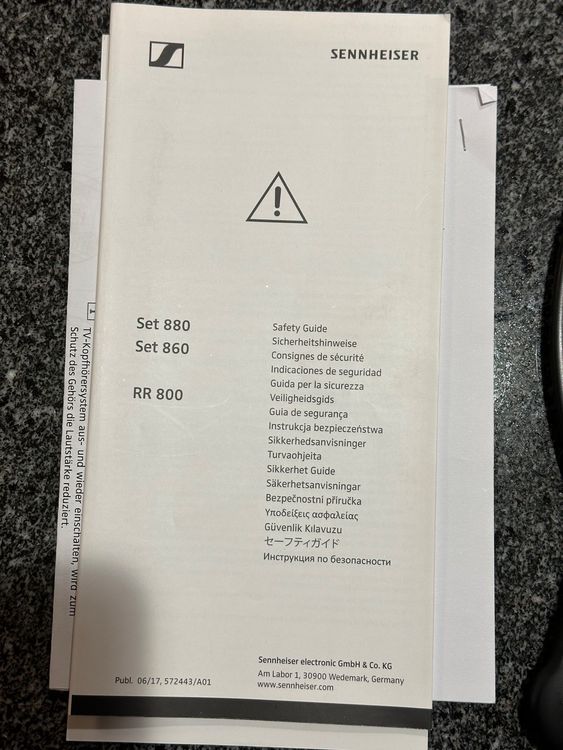 SENNHEISER
Set 880
Set 860
RR 800
Safety Guide
Sicherheitshinweise
Consignes de sécurité
Indicaciones de seguridad
Guida per la sicurezza
Veiligheidsgids
Guia de segurança
Instrukcja bezpieczeństwa
Sikkerhedsanvisninger
Turvaohjeita
Sikkerhet Guide
Säkerhetsanvisningar
Bezpečnostni příručka
Υποδείξεις ασφαλείας
Güvenlik Kılavuzu
セーフティガイド
Инструкция по безопасности
Sennheiser electronic GmbH & Co. KG
Am Labor 1, 30900 Wedemark, Germany
www.sennheiser.com
Publ. 06/17, 572443/A01
1 TV-Kopfhörersystem aus- und wieder einschalten, wird zum
Schutz des Gehörs die Lautstärke reduziert.